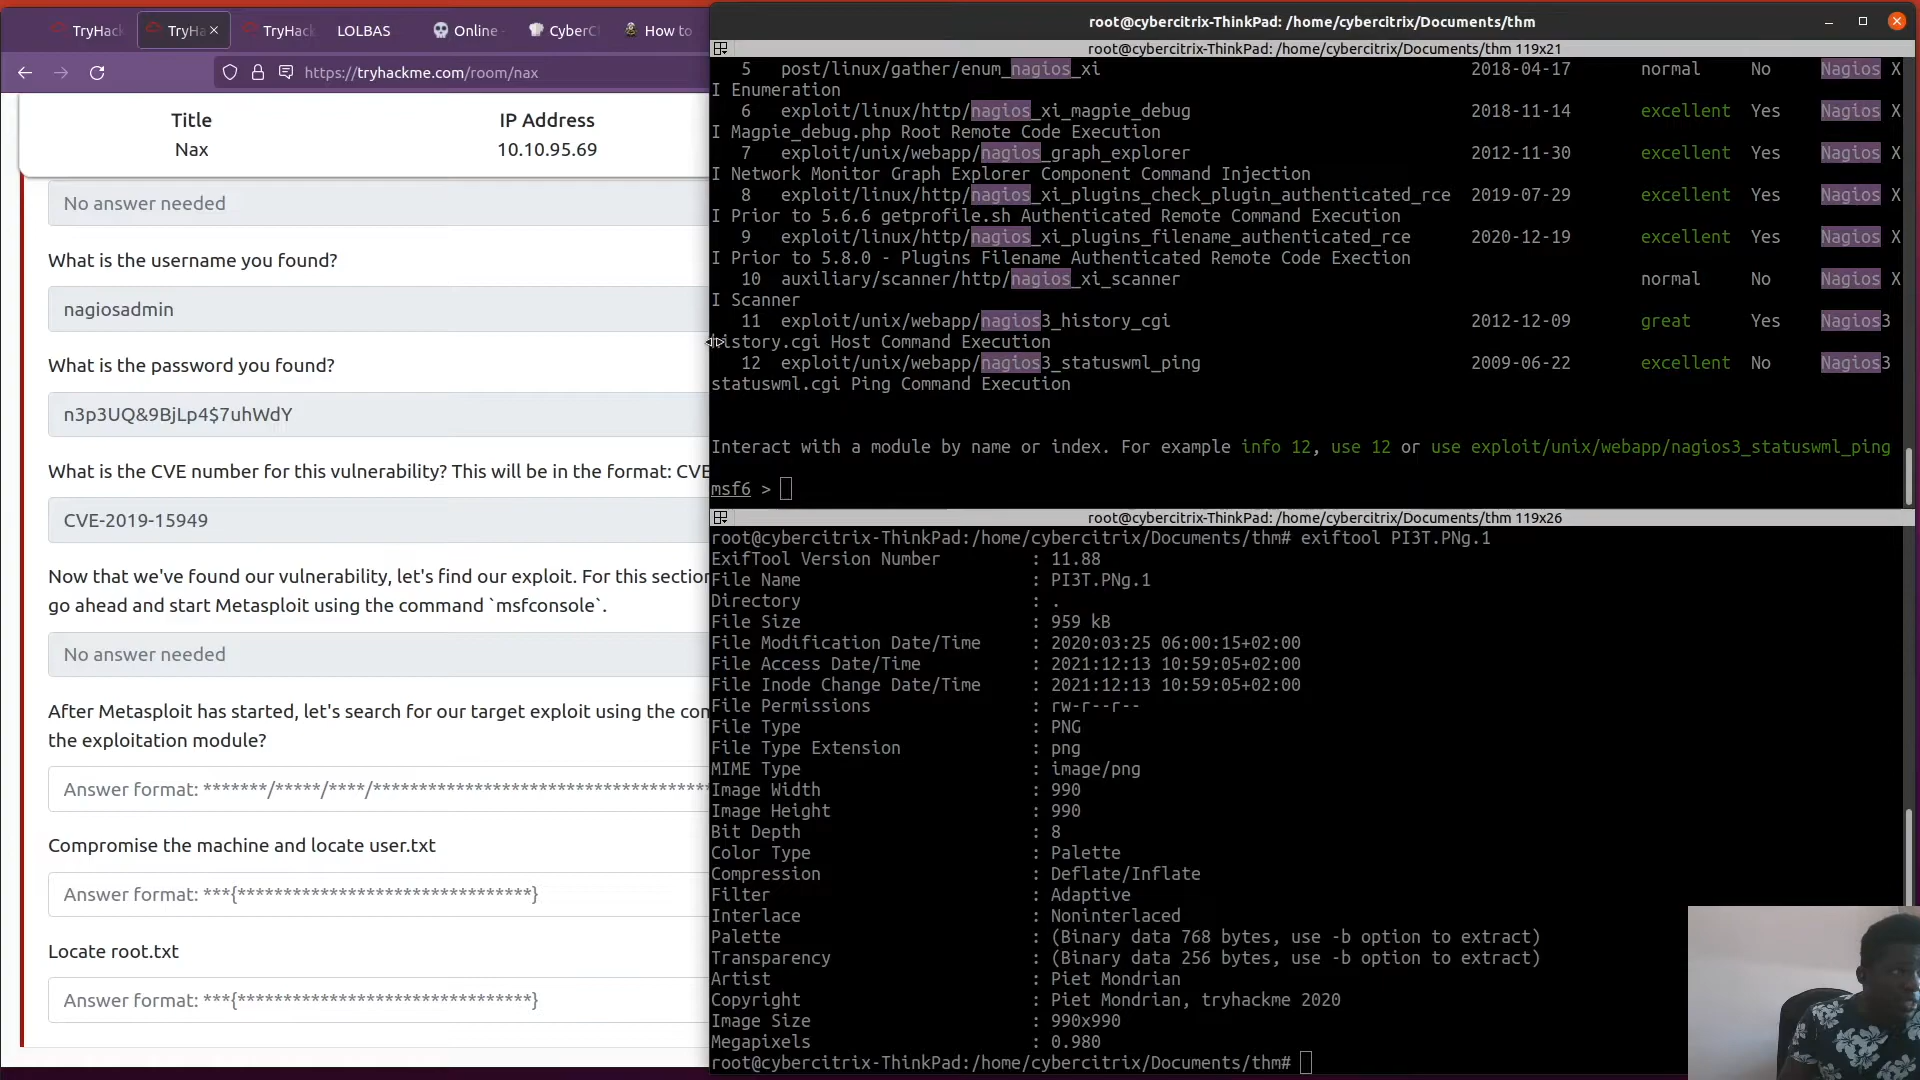 TryHack
TryHa
TryHack
LOLBAS
Online
CyberC
How to
https://tryhackme.com/room/nax
Title
IP Address
Nax
10.10.95.69
No answer needed
What is the username you found?
nagiosadmin
What is the password you found?
n3p3UQ&9BjLp4$7uhWdY
What is the CVE number for this vulnerability? This will be in the format: CVE
CVE-2019-15949
Now that we've found our vulnerability, let's find our exploit. For this section
go ahead and start Metasploit using the command `msfconsole`.
No answer needed
After Metasploit has started, let's search for our target exploit using the com
the exploitation module?
Answer format: *******/*****/****/*************************************
Compromise the machine and locate user.txt
Answer format: ***{********************************}
Locate root.txt
Answer format: ***{********************************}
root@cybercitrix-ThinkPad: /home/cybercitrix/Documents/thm
root@cybercitrix-ThinkPad: /home/cybercitrix/Documents/thm 119x21
5 post/linux/gather/enum_nagios_xi 2018-04-17 normal No Nagios X
I Enumeration
6 exploit/linux/http/nagios_xi_magpie_debug 2018-11-14 excellent Yes Nagios X
I Magpie_debug.php Root Remote Code Execution
7 exploit/unix/webapp/nagios_graph_explorer 2012-11-30 excellent Yes Nagios X
I Network Monitor Graph Explorer Component Command Injection
8 exploit/linux/http/nagios_xi_plugins_check_plugin_authenticated_rce 2019-07-29 excellent Yes Nagios X
I Prior to 5.6.6 getprofile.sh Authenticated Remote Command Execution
9 exploit/linux/http/nagios_xi_plugins_filename_authenticated_rce 2020-12-19 excellent Yes Nagios X
I Prior to 5.8.0 - Plugins Filename Authenticated Remote Code Exection
10 auxiliary/scanner/http/nagios_xi_scanner normal No Nagios X
I Scanner
11 exploit/unix/webapp/nagios3_history_cgi 2012-12-09 great Yes Nagios3
history.cgi Host Command Execution
12 exploit/unix/webapp/nagios3_statuswml_ping 2009-06-22 excellent No Nagios3
statuswml.cgi Ping Command Execution
Interact with a module by name or index. For example info 12, use 12 or use exploit/unix/webapp/nagios3_statuswml_ping
msf6 >
root@cybercitrix-ThinkPad: /home/cybercitrix/Documents/thm 119x26
root@cybercitrix-ThinkPad:/home/cybercitrix/Documents/thm# exiftool PI3T.PNg.1
ExifTool Version Number : 11.88
File Name : PI3T.PNg.1
Directory : .
File Size : 959 kB
File Modification Date/Time : 2020:03:25 06:00:15+02:00
File Access Date/Time : 2021:12:13 10:59:05+02:00
File Inode Change Date/Time : 2021:12:13 10:59:05+02:00
File Permissions : rw-r--r--
File Type : PNG
File Type Extension : png
MIME Type : image/png
Image Width : 990
Image Height : 990
Bit Depth : 8
Color Type : Palette
Compression : Deflate/Inflate
Filter : Adaptive
Interlace : Noninterlaced
Palette : (Binary data 768 bytes, use -b option to extract)
Transparency : (Binary data 256 bytes, use -b option to extract)
Artist : Piet Mondrian
Copyright : Piet Mondrian, tryhackme 2020
Image Size : 990x990
Megapixels : 0.980
root@cybercitrix-ThinkPad:/home/cybercitrix/Documents/thm#